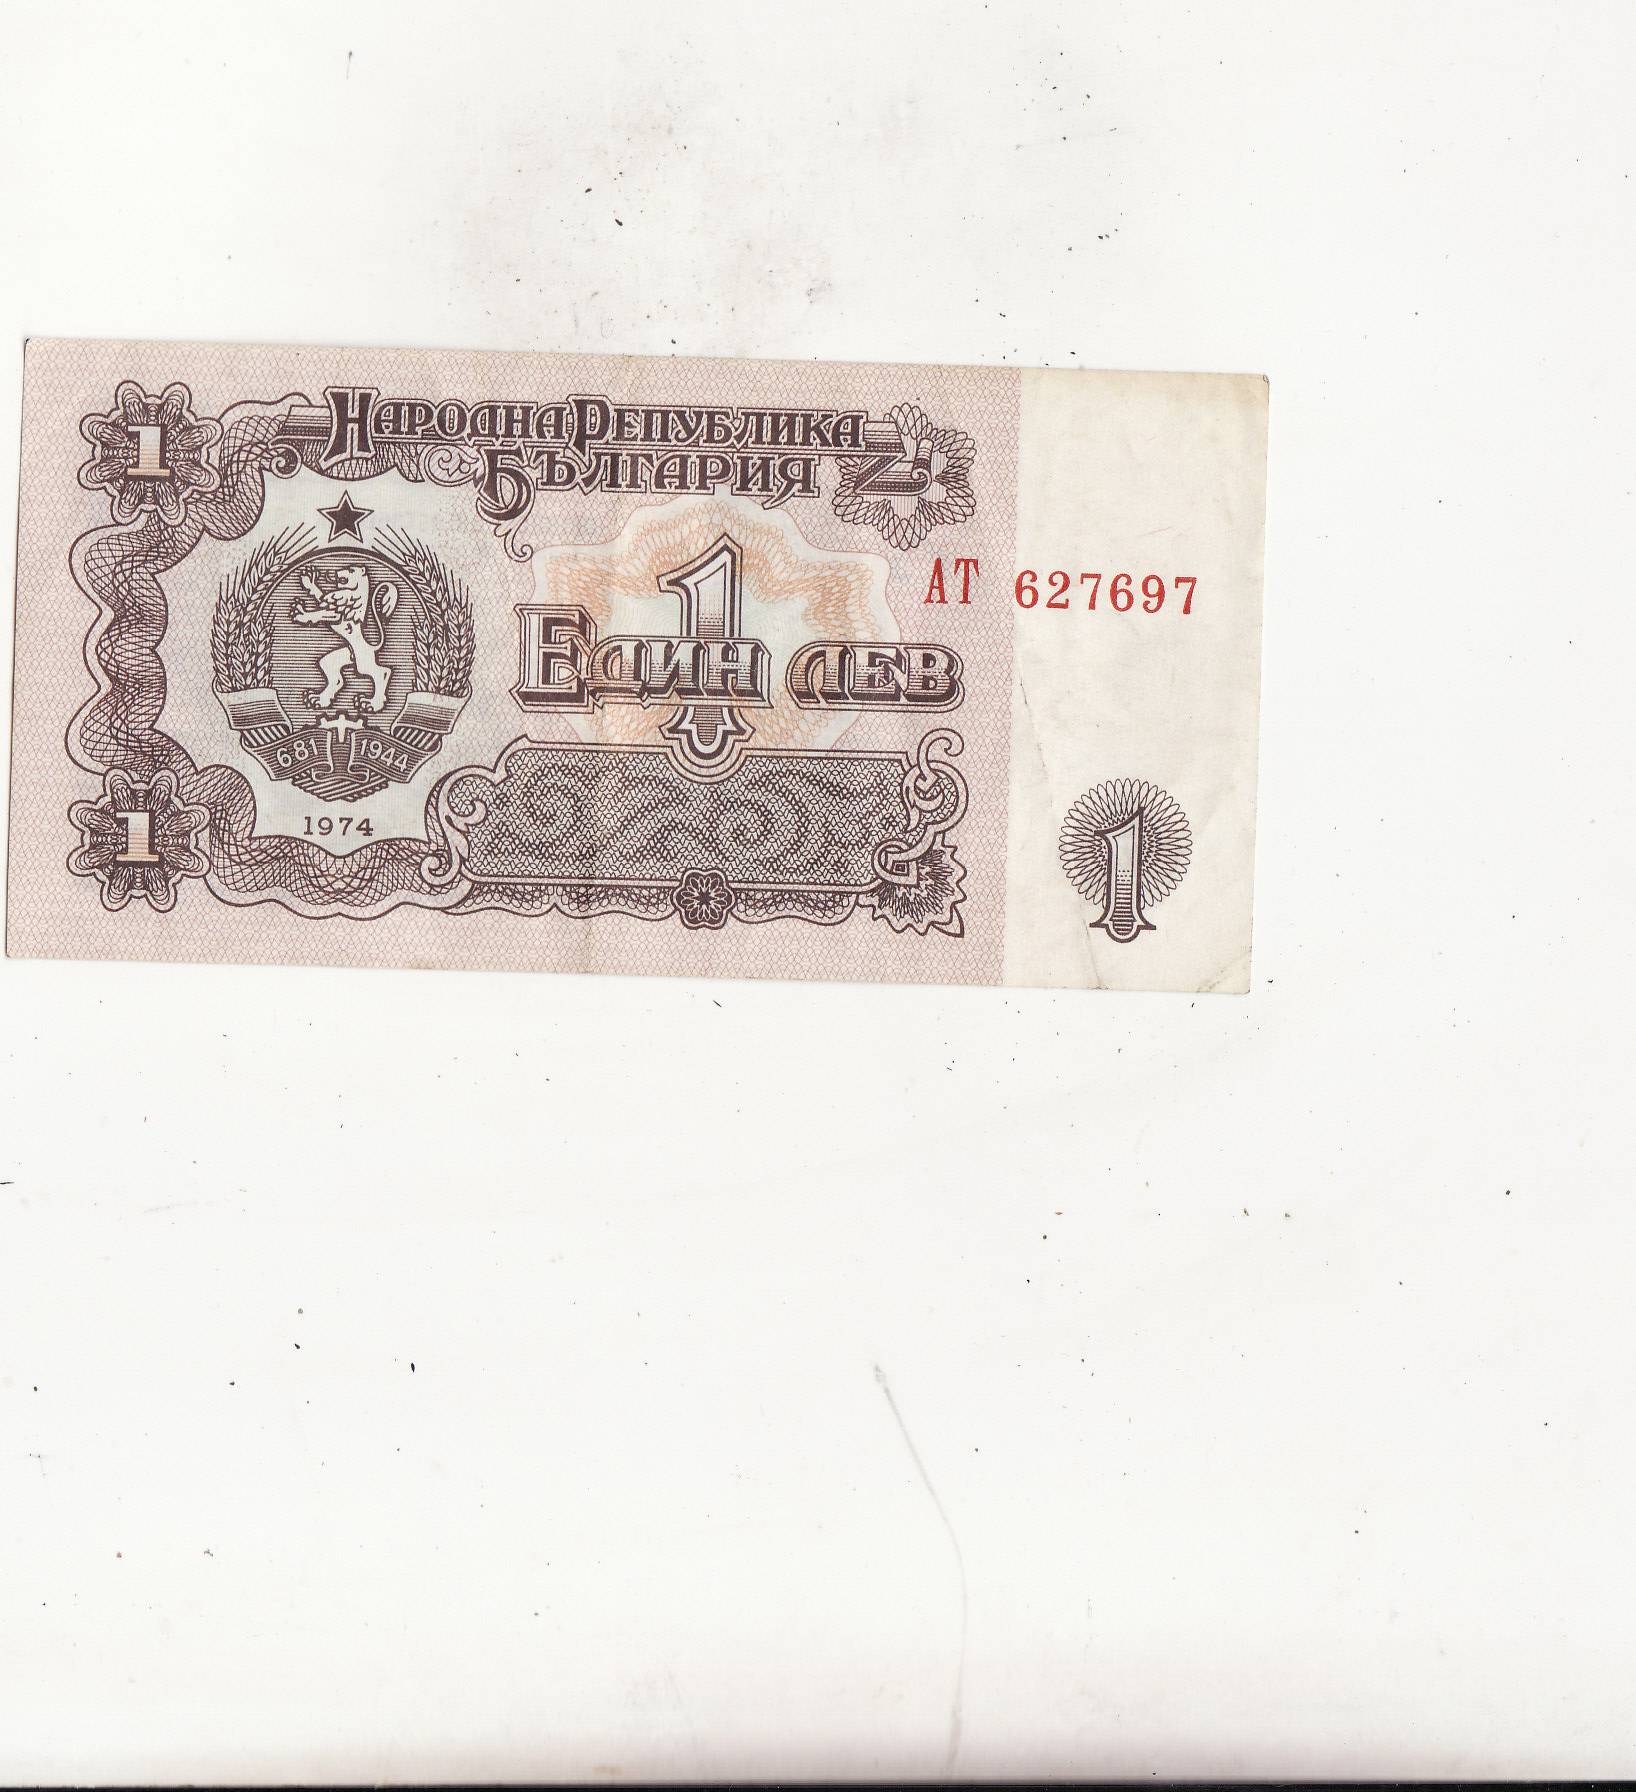 1
НАРОДНА РЕПУБЛИКА
БЪЛГАРИЯ
АТ 627697
1
ЕДИН ЛЕВ
681 1944
1974
1
1